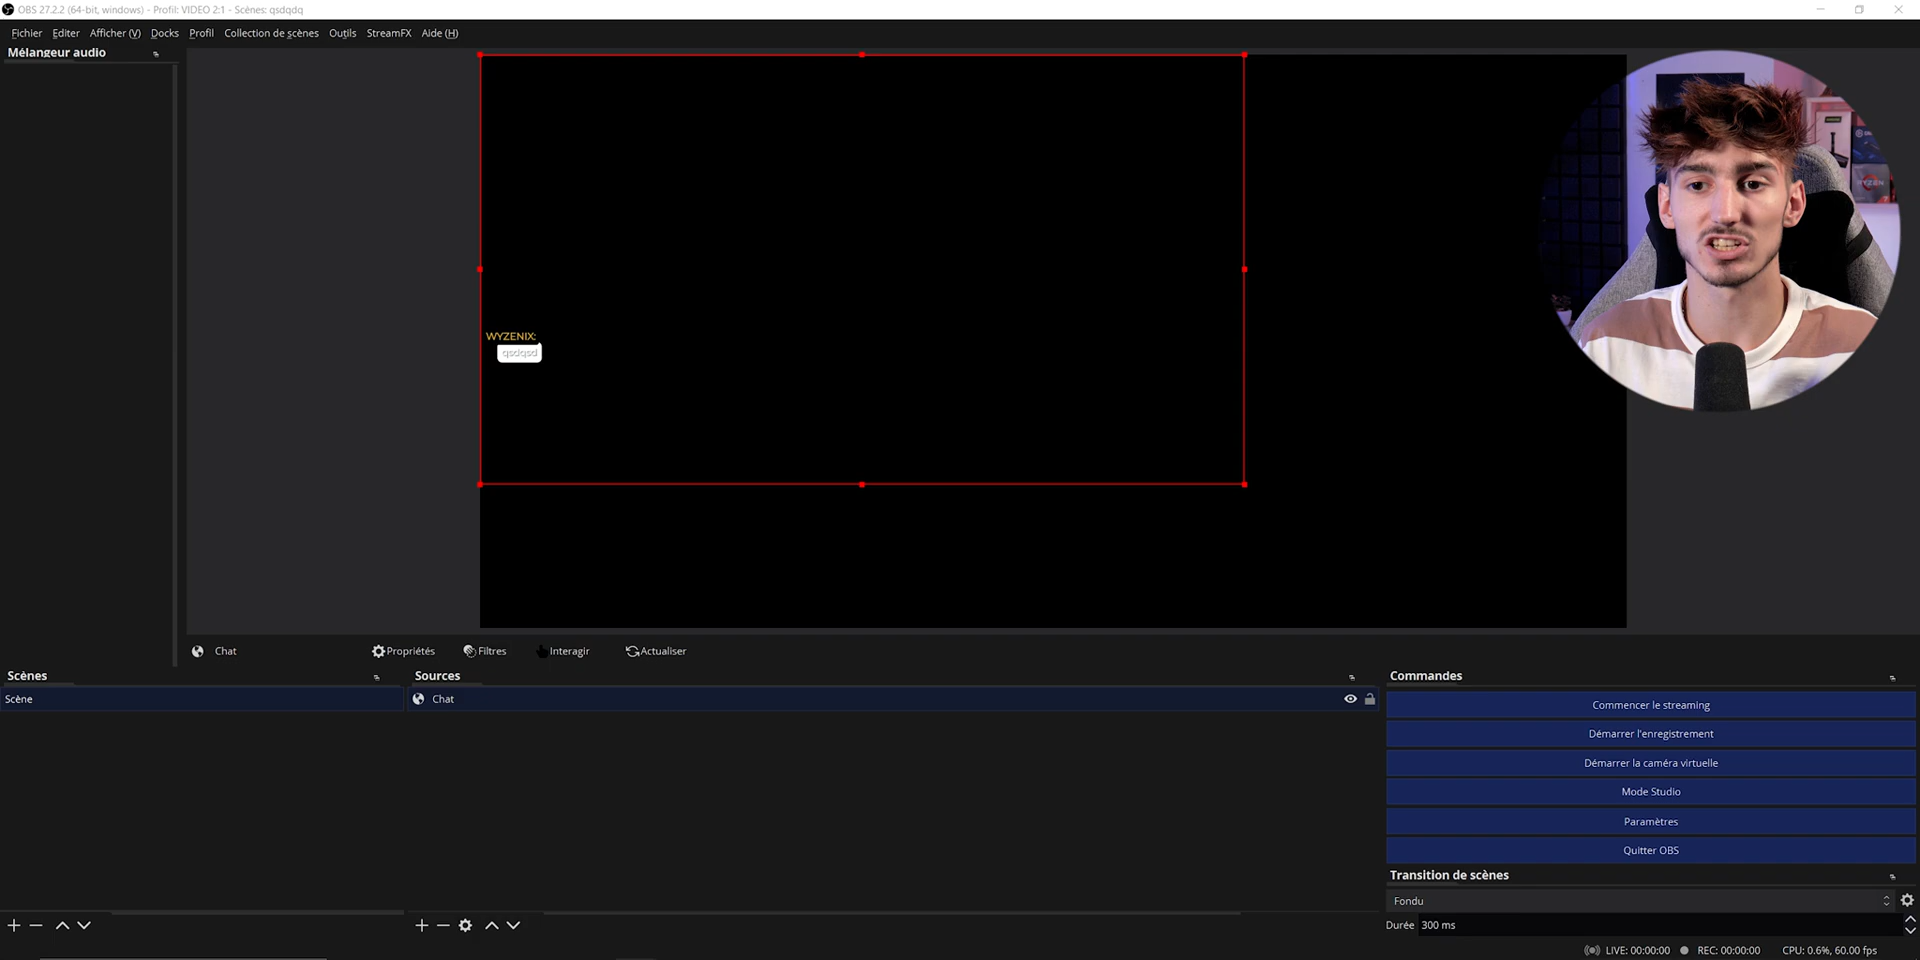 OBS 27.2.2 (64-bit, windows) - Profil: VIDEO 2:1 - Scènes: qsdqdq
Fichier Editer Afficher (V) Docks Profil Collection de scènes Outils StreamFX Aide (H)
Mélangeur audio
RYZEN
WYZENIX:
qsdqsd
Chat Propriétés Filtres Interagir Actualiser
Scènes
Scène
Sources
Chat
Commandes
Commencer le streaming
Démarrer l'enregistrement
Démarrer la caméra virtuelle
Mode Studio
Paramètres
Quitter OBS
Transition de scènes
Fondu
Durée 300 ms
LIVE: 00:00:00 REC: 00:00:00 CPU: 0.6%, 60.00 fps